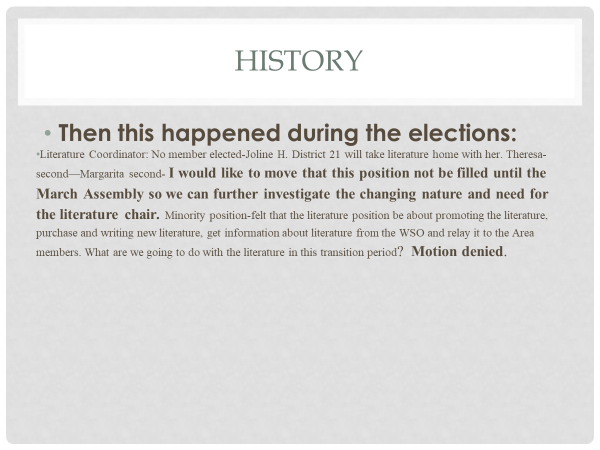 HISTORY
• Then this happened during the elections:
•Literature Coordinator: No member elected-Joline H. District 21 will take literature home with her. Theresa-
second—Margarita second- I would like to move that this position not be filled until the
March Assembly so we can further investigate the changing nature and need for
the literature chair. Minority position-felt that the literature position be about promoting the literature,
purchase and writing new literature, get information about literature from the WSO and relay it to the Area
members. What are we going to do with the literature in this transition period? Motion denied.